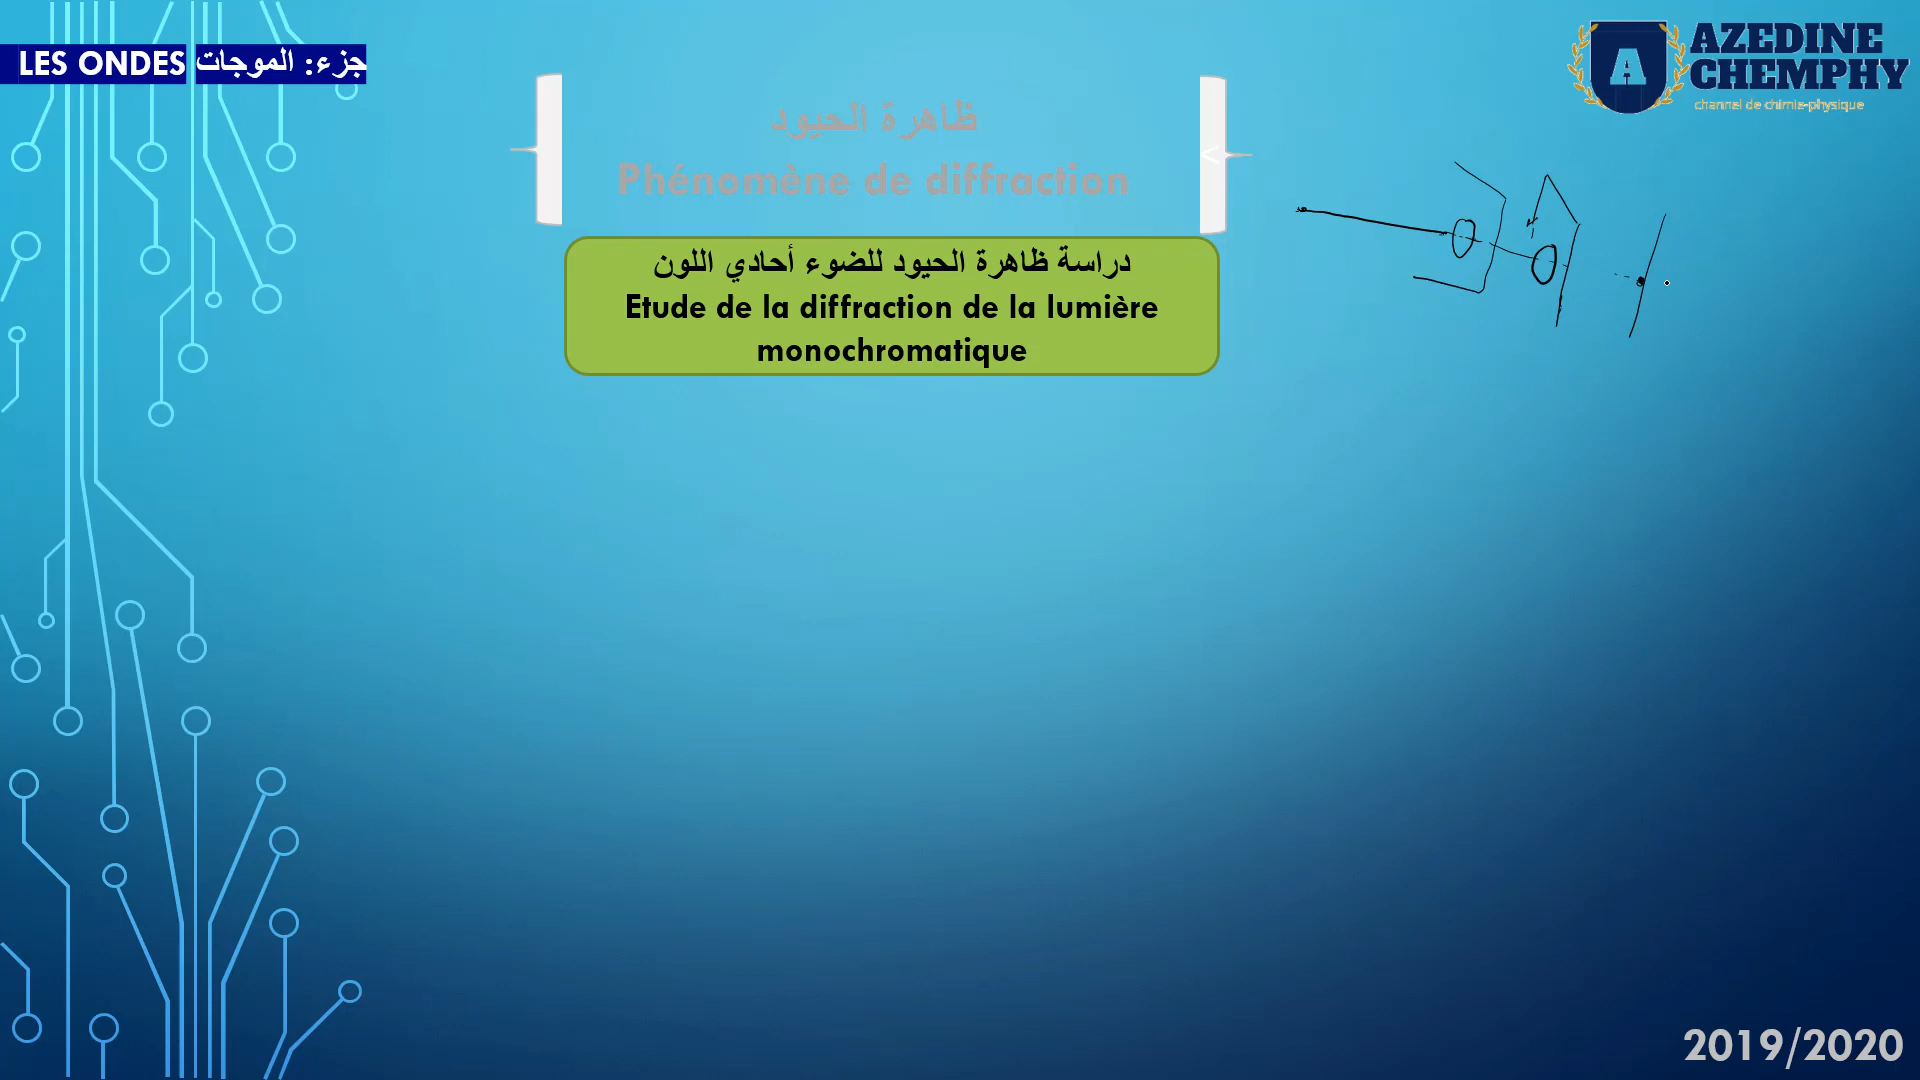 LES ONDES جزء: الموجات
A
AZEDINE
CHEMPHY
channel de chimie-physique
ظاهرة الحيود
Phénomène de diffraction
دراسة ظاهرة الحيود للضوء أحادي اللون
Etude de la diffraction de la lumière
monochromatique
2019/2020